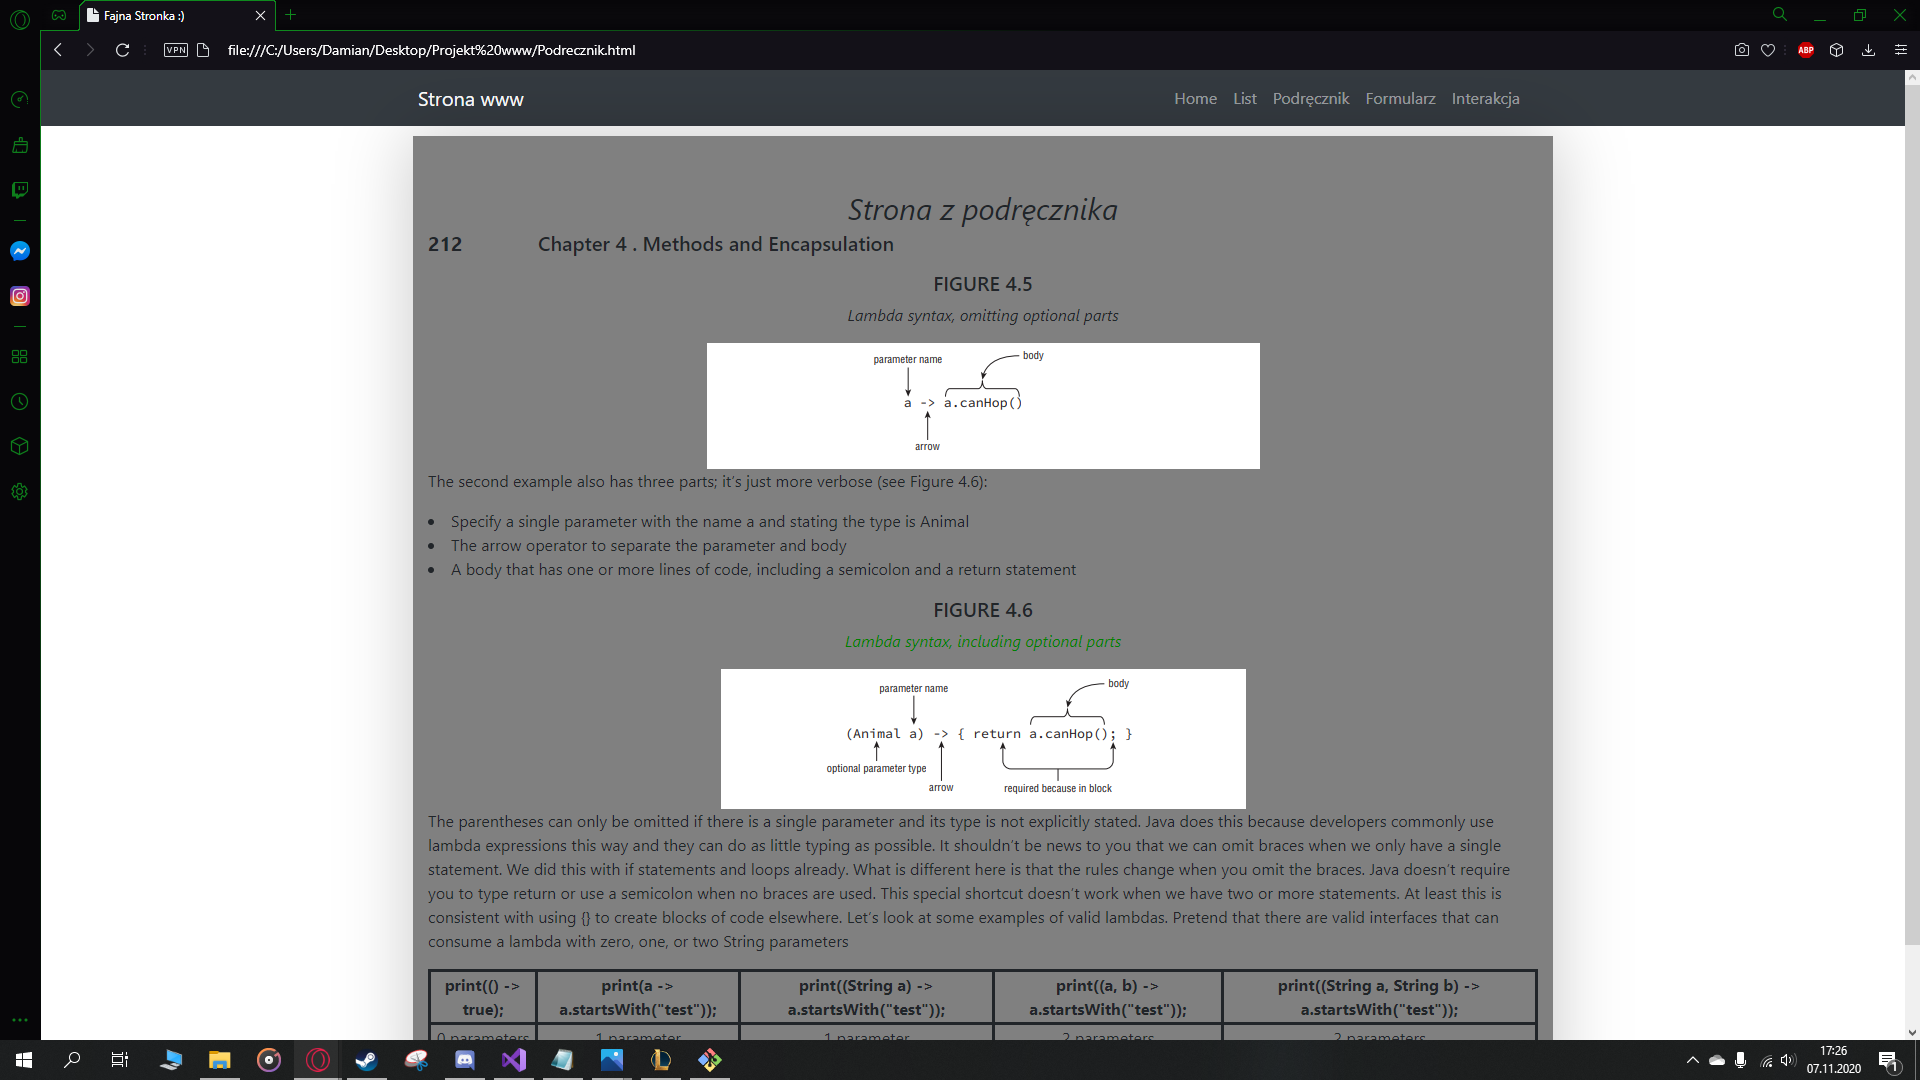 Fajna Stronka :)
VPN
file:///C:/Users/Damian/Desktop/Projekt%20www/Podrecznik.html
ABP
Strona www
Home List Podręcznik Formularz Interakcja
Strona z podręcznika
212 Chapter 4 . Methods and Encapsulation
FIGURE 4.5
Lambda syntax, omitting optional parts
parameter name
body
a -> a.canHop()
arrow
The second example also has three parts; it's just more verbose (see Figure 4.6):
• Specify a single parameter with the name a and stating the type is Animal
• The arrow operator to separate the parameter and body
• A body that has one or more lines of code, including a semicolon and a return statement
FIGURE 4.6
Lambda syntax, including optional parts
parameter name
body
(Animal a) -> { return a.canHop(); }
optional parameter type
arrow
required because in block
The parentheses can only be omitted if there is a single parameter and its type is not explicitly stated. Java does this because developers commonly use
lambda expressions this way and they can do as little typing as possible. It shouldn't be news to you that we can omit braces when we only have a single
statement. We did this with if statements and loops already. What is different here is that the rules change when you omit the braces. Java doesn't require
you to type return or use a semicolon when no braces are used. This special shortcut doesn't work when we have two or more statements. At least this is
consistent with using {} to create blocks of code elsewhere. Let's look at some examples of valid lambdas. Pretend that there are valid interfaces that can
consume a lambda with zero, one, or two String parameters
print(() ->
true);
print(a ->
a.startsWith("test"));
print((String a) ->
a.startsWith("test"));
print((a, b) ->
a.startsWith("test"));
print((String a, String b) ->
a.startsWith("test"));
0 parameters
1 parameter
1 parameter
2 parameters
2 parameters
17:26
07.11.2020
1